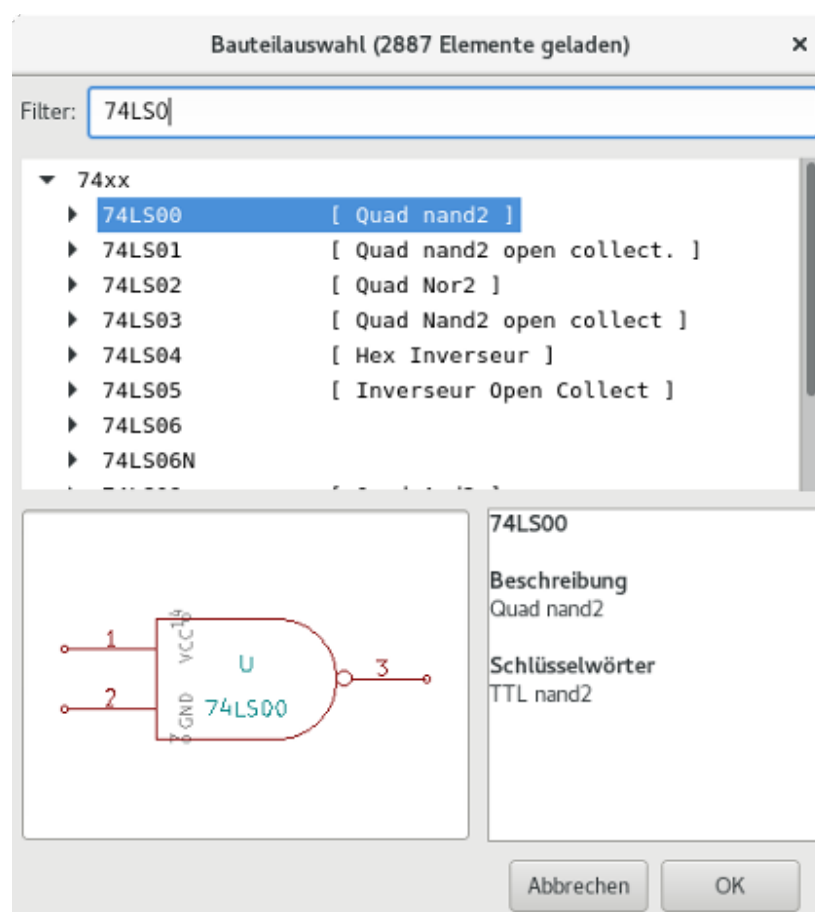 Bauteilauswahl (2887 Elemente geladen)
Filter: 74LS0
74xx
74LS00 [ Quad nand2 ]
74LS01 [ Quad nand2 open collect. ]
74LS02 [ Quad Nor2 ]
74LS03 [ Quad Nand2 open collect ]
74LS04 [ Hex Inverseur ]
74LS05 [ Inverseur Open Collect ]
74LS06
74LS06N
74LS00
Beschreibung
Quad nand2
Schlüsselwörter
TTL nand2
14
VCC
1
U
3
2
74LS00
GND
7
Abbrechen OK